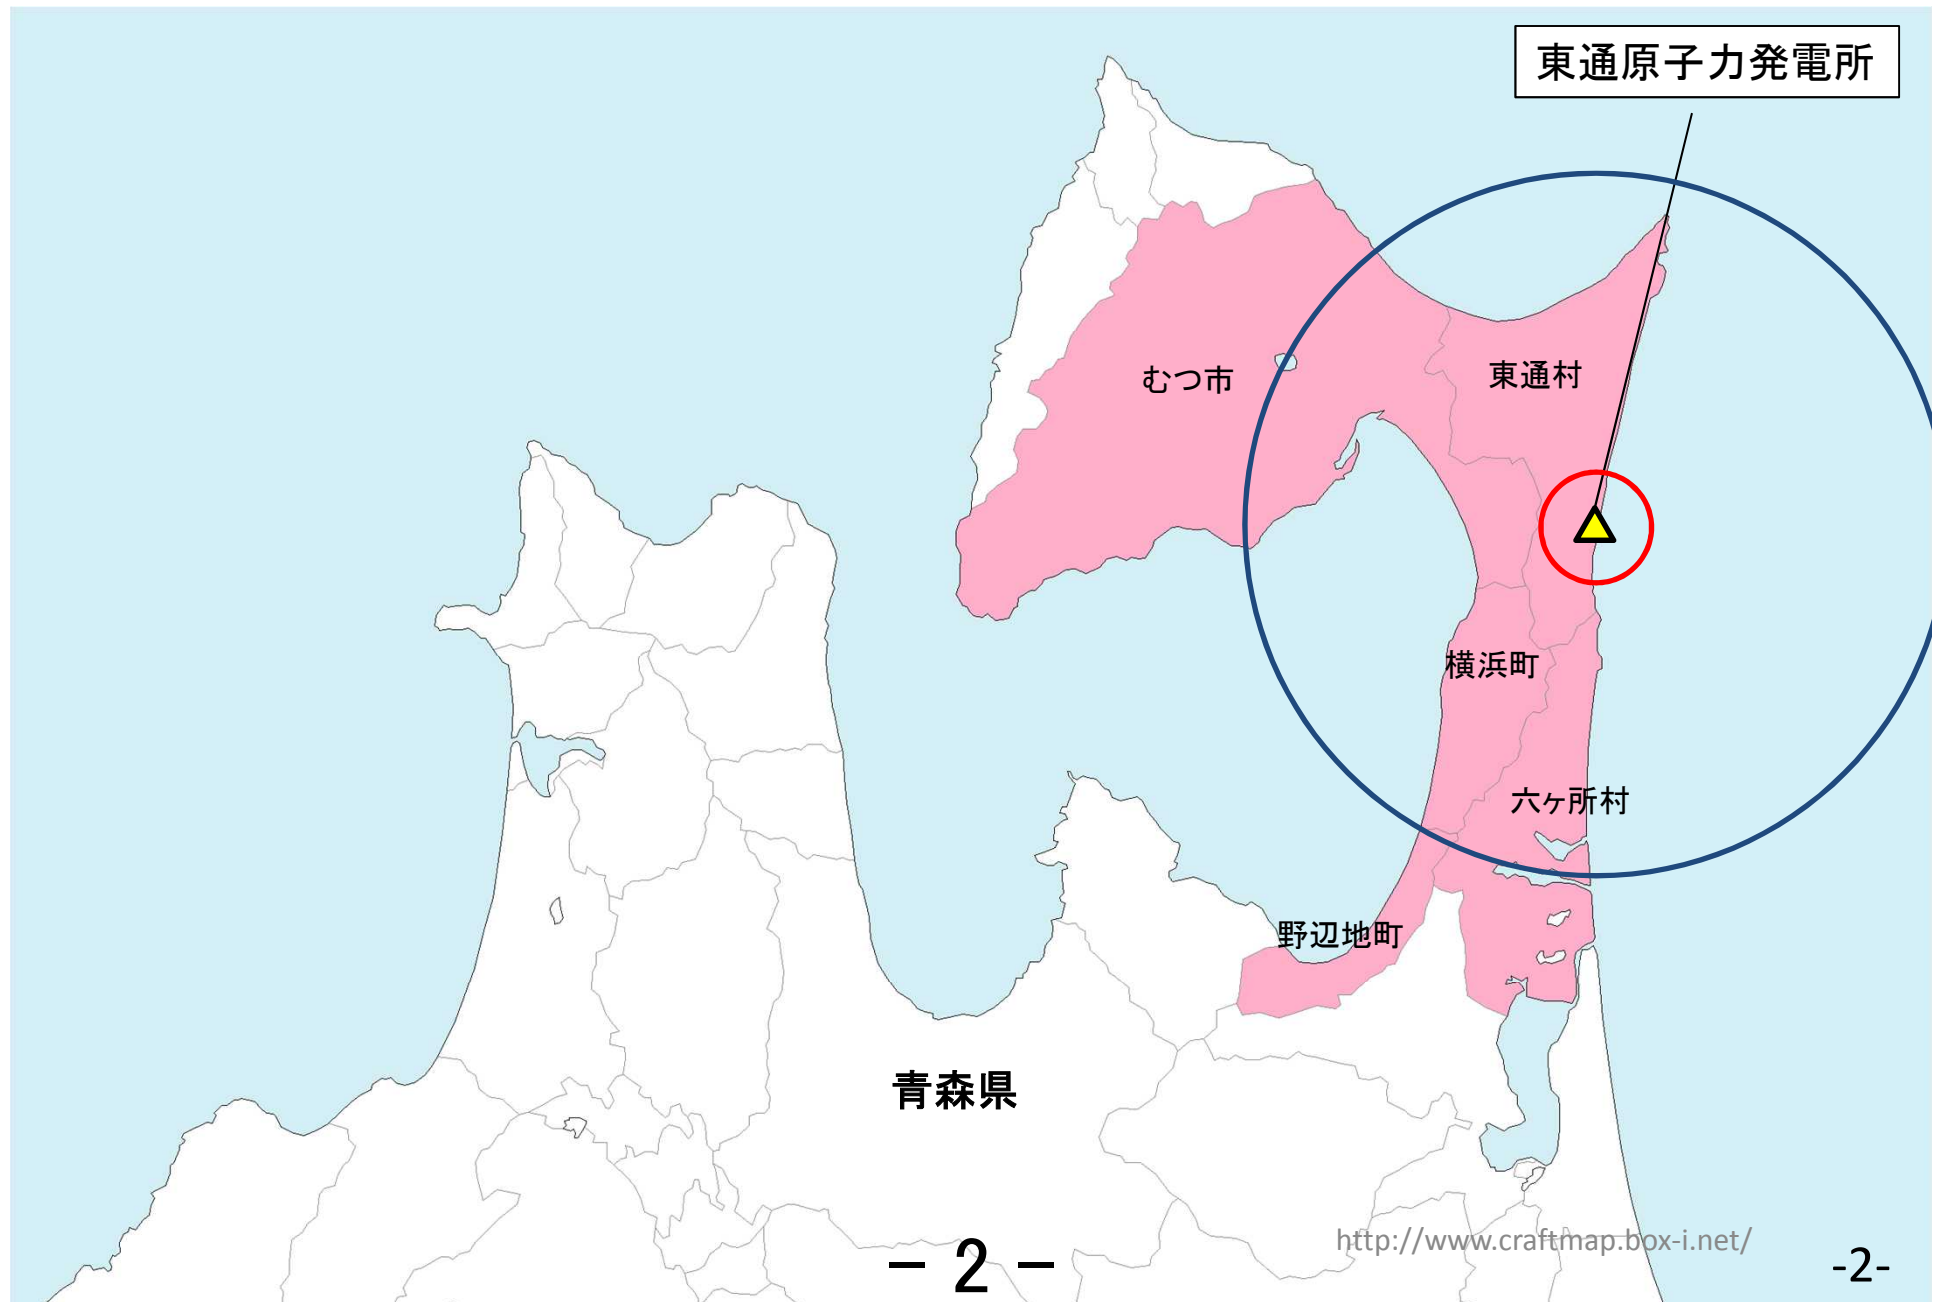 東通原子力発電所
むつ市
東通村
横浜町
六ヶ所村
野辺地町
青森県
http://www.craftmap.box-i.net/
－２－
-2-